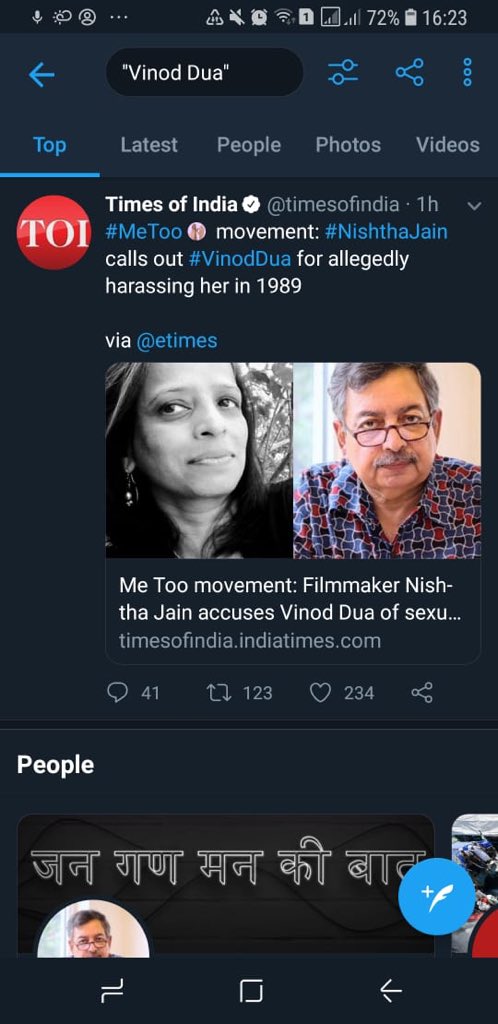 72% 16:23
"Vinod Dua"
Top Latest People Photos Videos
TOI
Times of India @timesofindia · 1h
#MeToo movement: #NishthaJain
calls out #VinodDua for allegedly
harassing her in 1989
via @etimes
Me Too movement: Filmmaker Nish-
tha Jain accuses Vinod Dua of sexu...
timesofindia.indiatimes.com
41 123 234
People
जन गण मन की बात